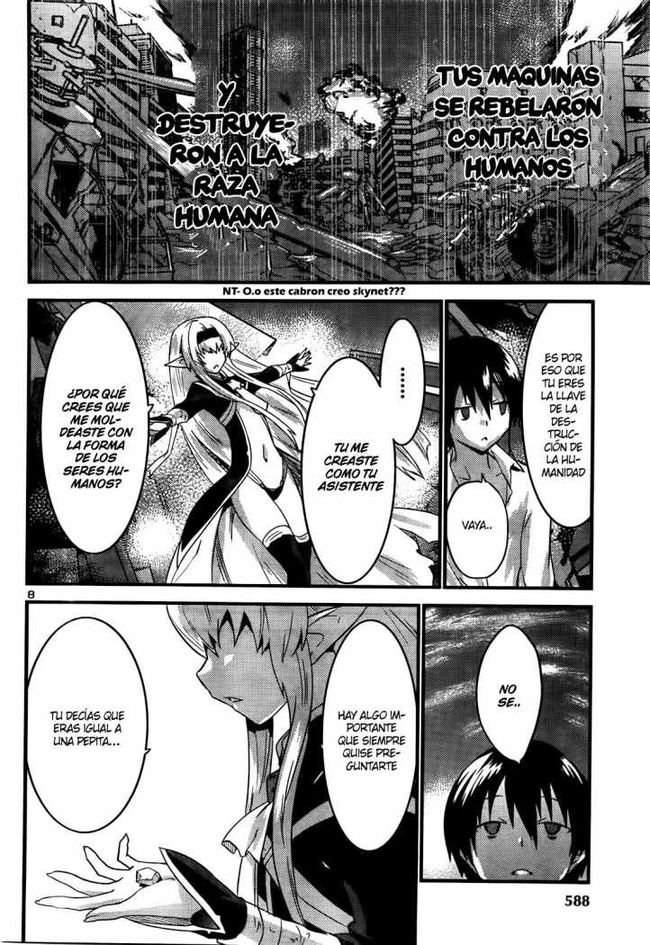 TUS MAQUINAS
SE REBELARON
CONTRA LOS
HUMANOS
Y
DESTRUYE-
RON A LA
RAZA
HUMANA
NT- O.o este cabron creo skynet???
ES POR
ESO QUE TU
ERES LA LLAVE
DE LA DES-
TRUCCIÓN
DE LA HU-
MANIDAD
VAYA..
........
TU ME
CREASTE
COMO TU
ASISTENTE
¿POR QUÉ
CREES QUE
ME MOL-
DEASTE CON
LA FORMA
DE LOS
SERES HU-
MANOS?
8
NO
SE..
HAY ALGO IM-
PORTANTE
QUE SIEMPRE
QUISE PRE-
GUNTARTE
TU DECÍAS QUE
ERAS IGUAL A
UNA PEPITA...
588